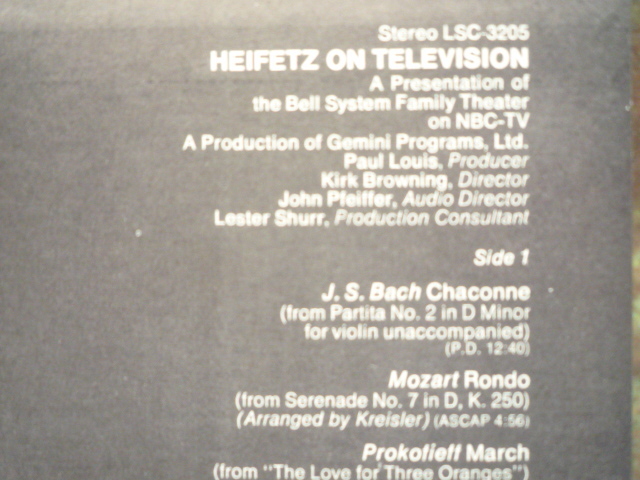 Stereo LSC-3205
HEIFETZ ON TELEVISION
A Presentation of
the Bell System Family Theater
on NBC-TV
A Production of Gemini Programs, Ltd.
Paul Louis, Producer
Kirk Browning, Director
John Pfeiffer, Audio Director
Lester Shurr, Production Consultant
Side 1
J. S. Bach Chaconne
(from Partita No. 2 in D Minor
for violin unaccompanied)
(P.D. 12:40)
Mozart Rondo
(from Serenade No. 7 in D, K. 250)
(Arranged by Kreisler) (ASCAP 4:56)
Prokofieff March
(from "The Love for Three Oranges")